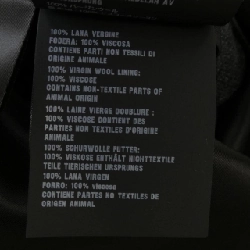 100% LANA VERGINE
FODERA: 100% VISCOSA
CONTIENE PARTI NON TESSILI DI
ORIGINE ANIMALE
100% VIRGIN WOOL LINING:
100% VISCOSE
CONTAINS NON-TEXTILE PARTS OF
ANIMAL ORIGIN
100% LAINE VIERGE DOUBLURE:
100% VISCOSE CONTIENT DES
PARTIES NON TEXTILES D'ORIGINE
ANIMALE
100% SCHURWOLLE FUTTER:
100% VISKOSE ENTHÄLT NICHTTEXTILE
TEILE TIERISCHEN URSPRUNGS
100% LANA VIRGEN
FORRO: 100% VISCOSA
CONTIENE PARTES NO TEXTILES DE
ORIGEN ANIMAL